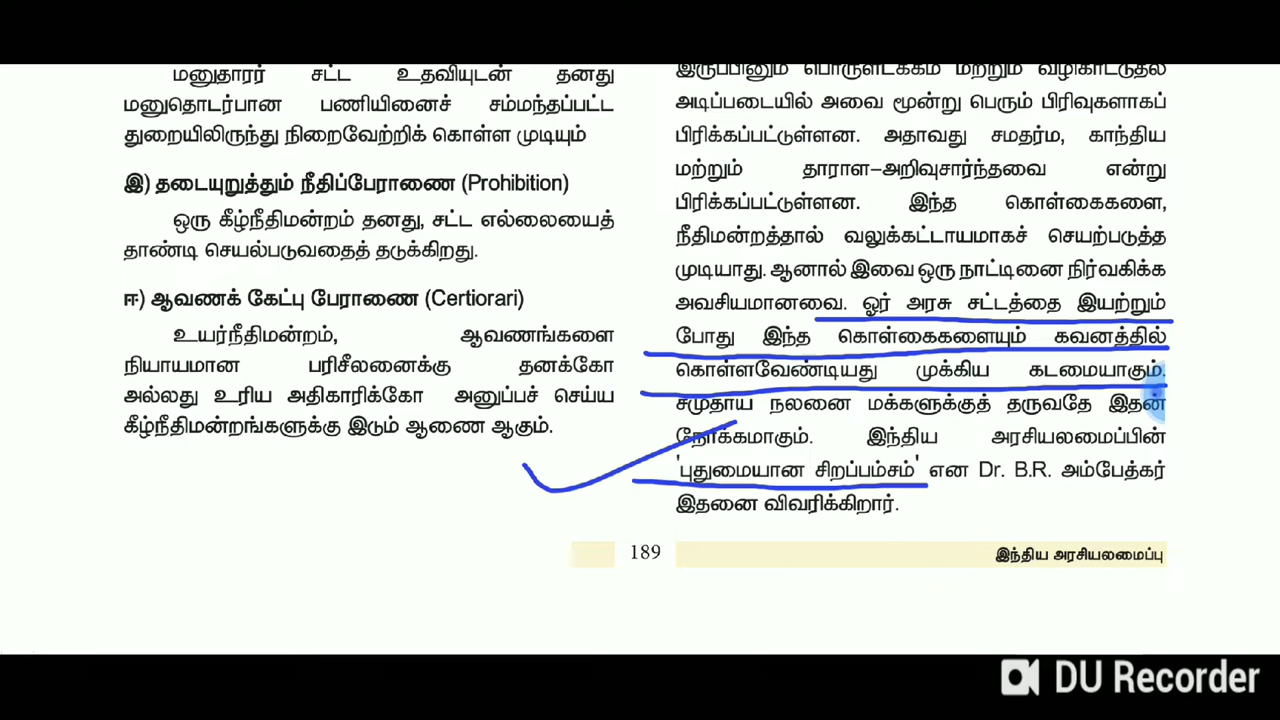 மனுதாரர் சட்ட உதவியுடன் தனது
மனுதொடர்பான பணியினைச் சம்மந்தப்பட்ட
துறையிலிருந்து நிறைவேற்றிக் கொள்ள முடியும்
இ) தடையுறுத்தும் நீதிப்பேராணை (Prohibition)
ஒரு கீழ்நீதிமன்றம் தனது, சட்ட எல்லையைத்
தாண்டி செயல்படுவதைத் தடுக்கிறது.
ஈ) ஆவணக் கேட்பு பேராணை (Certiorari)
உயர்நீதிமன்றம், ஆவணங்களை
நியாயமான பரிசீலனைக்கு தனக்கோ
அல்லது உரிய அதிகாரிக்கோ அனுப்பச் செய்ய
கீழ்நீதிமன்றங்களுக்கு இடும் ஆணை ஆகும்.
இருப்பினும் பொருளடக்கம் மற்றும் வழிகாட்டுதல்
அடிப்படையில் அவை மூன்று பெரும் பிரிவுகளாகப்
பிரிக்கப்பட்டுள்ளன. அதாவது சமதர்ம, காந்திய
மற்றும் தாராள–அறிவுசார்ந்தவை என்று
பிரிக்கப்பட்டுள்ளன. இந்த கொள்கைகளை,
நீதிமன்றத்தால் வலுக்கட்டாயமாகச் செயற்படுத்த
முடியாது. ஆனால் இவை ஒரு நாட்டினை நிர்வகிக்க
அவசியமானவை. ஓர் அரசு சட்டத்தை இயற்றும்
போது இந்த கொள்கைகளையும் கவனத்தில்
கொள்ளவேண்டியது முக்கிய கடமையாகும்.
சமுதாய நலனை மக்களுக்குத் தருவதே இதன்
நோக்கமாகும். இந்திய அரசியலமைப்பின்
'புதுமையான சிறப்பம்சம்' என Dr. B.R. அம்பேத்கர்
இதனை விவரிக்கிறார்.
189 இந்திய அரசியலமைப்பு
DU Recorder